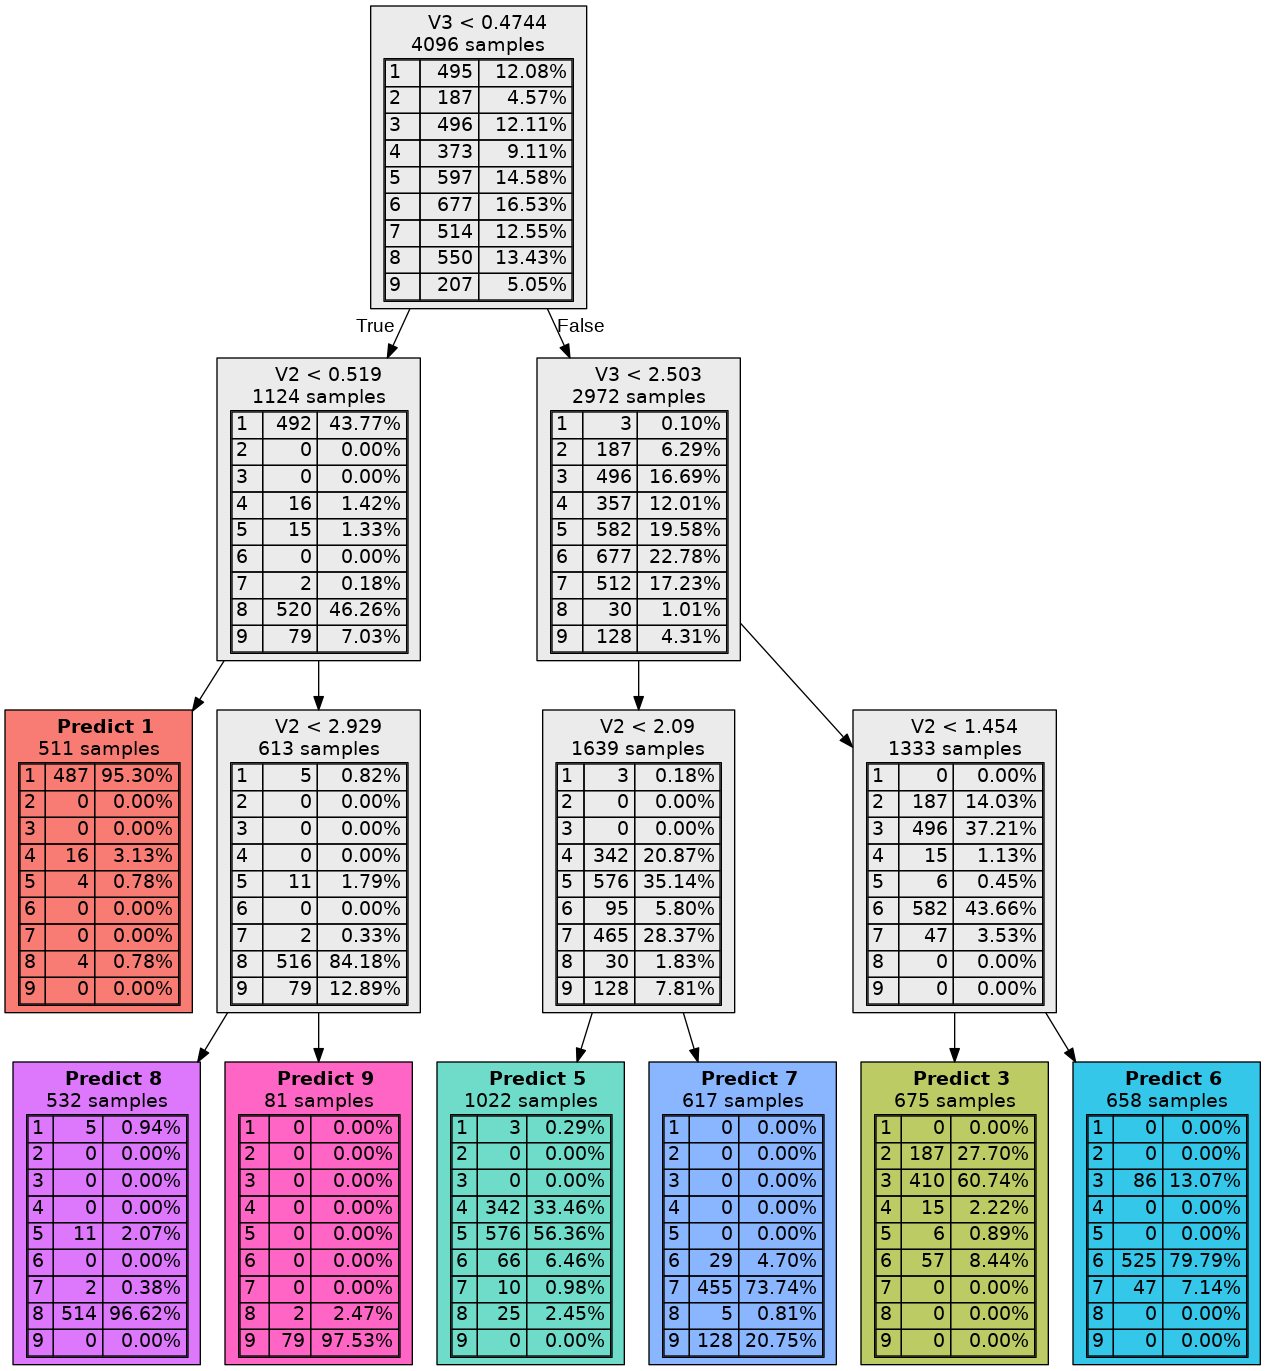 V3 < 0.4744
4096 samples
1 495 12.08%
2 187 4.57%
3 496 12.11%
4 373 9.11%
5 597 14.58%
6 677 16.53%
7 514 12.55%
8 550 13.43%
9 207 5.05%
True
False
V2 < 0.519
1124 samples
1 492 43.77%
2 0 0.00%
3 0 0.00%
4 16 1.42%
5 15 1.33%
6 0 0.00%
7 2 0.18%
8 520 46.26%
9 79 7.03%
V3 < 2.503
2972 samples
1 3 0.10%
2 187 6.29%
3 496 16.69%
4 357 12.01%
5 582 19.58%
6 677 22.78%
7 512 17.23%
8 30 1.01%
9 128 4.31%
Predict 1
511 samples
1 487 95.30%
2 0 0.00%
3 0 0.00%
4 16 3.13%
5 4 0.78%
6 0 0.00%
7 0 0.00%
8 4 0.78%
9 0 0.00%
V2 < 2.929
613 samples
1 5 0.82%
2 0 0.00%
3 0 0.00%
4 0 0.00%
5 11 1.79%
6 0 0.00%
7 2 0.33%
8 516 84.18%
9 79 12.89%
V2 < 2.09
1639 samples
1 3 0.18%
2 0 0.00%
3 0 0.00%
4 342 20.87%
5 576 35.14%
6 95 5.80%
7 465 28.37%
8 30 1.83%
9 128 7.81%
V2 < 1.454
1333 samples
1 0 0.00%
2 187 14.03%
3 496 37.21%
4 15 1.13%
5 6 0.45%
6 582 43.66%
7 47 3.53%
8 0 0.00%
9 0 0.00%
Predict 8
532 samples
1 5 0.94%
2 0 0.00%
3 0 0.00%
4 0 0.00%
5 11 2.07%
6 0 0.00%
7 2 0.38%
8 514 96.62%
9 0 0.00%
Predict 9
81 samples
1 0 0.00%
2 0 0.00%
3 0 0.00%
4 0 0.00%
5 0 0.00%
6 0 0.00%
7 0 0.00%
8 2 2.47%
9 79 97.53%
Predict 5
1022 samples
1 3 0.29%
2 0 0.00%
3 0 0.00%
4 342 33.46%
5 576 56.36%
6 66 6.46%
7 10 0.98%
8 25 2.45%
9 0 0.00%
Predict 7
617 samples
1 0 0.00%
2 0 0.00%
3 0 0.00%
4 0 0.00%
5 0 0.00%
6 29 4.70%
7 455 73.74%
8 5 0.81%
9 128 20.75%
Predict 3
675 samples
1 0 0.00%
2 187 27.70%
3 410 60.74%
4 15 2.22%
5 6 0.89%
6 57 8.44%
7 0 0.00%
8 0 0.00%
9 0 0.00%
Predict 6
658 samples
1 0 0.00%
2 0 0.00%
3 86 13.07%
4 0 0.00%
5 0 0.00%
6 525 79.79%
7 47 7.14%
8 0 0.00%
9 0 0.00%